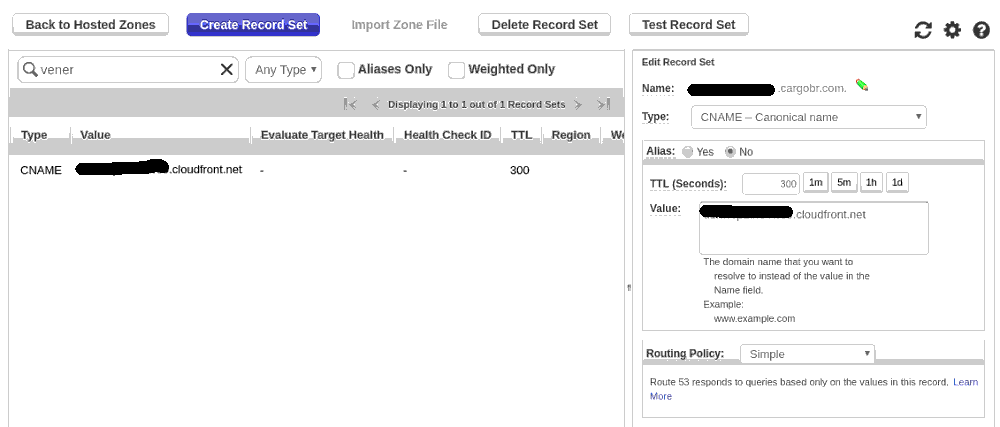 Back to Hosted Zones Create Record Set Import Zone File Delete Record Set Test Record Set
vener Any Type Aliases Only Weighted Only
Displaying 1 to 1 out of 1 Record Sets
Type Value Evaluate Target Health Health Check ID TTL Region We
CNAME .cloudfront.net - - 300
Edit Record Set
Name: .cargobr.com.
Type: CNAME – Canonical name
Alias: Yes No
TTL (Seconds): 300 1m 5m 1h 1d
Value: .cloudfront.net
The domain name that you want to
resolve to instead of the value in the
Name field.
Example:
www.example.com
Routing Policy: Simple
Route 53 responds to queries based only on the values in this record. Learn
More